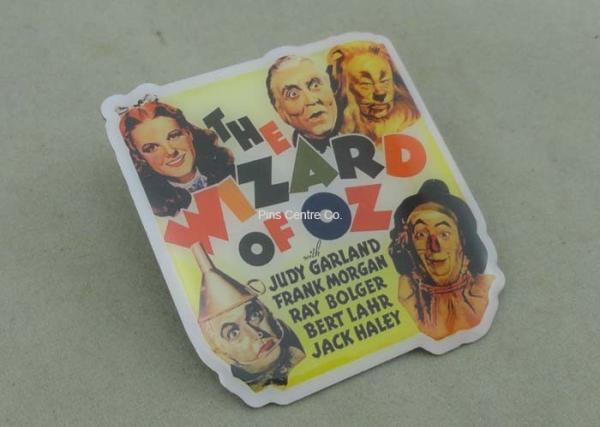 THE
WIZARD
Pins Centre Co.
OF OZ
with
JUDY GARLAND
FRANK MORGAN
RAY BOLGER
BERT LAHR
JACK HALEY